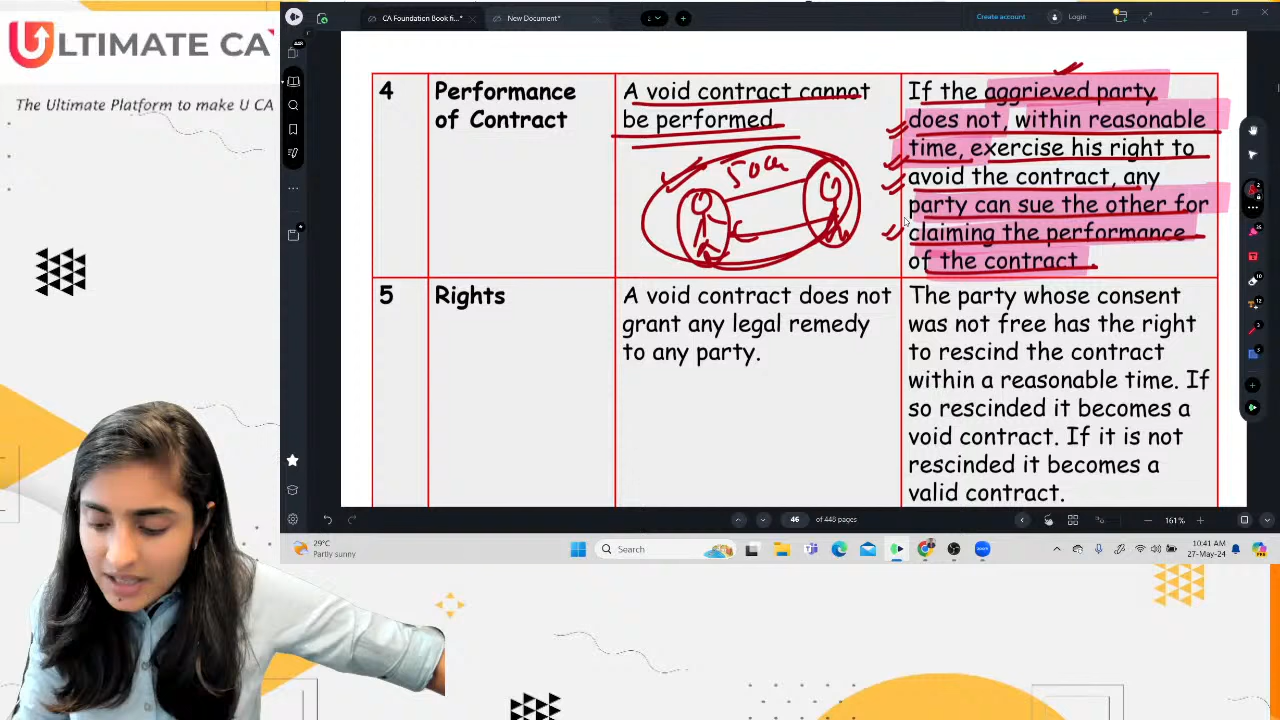 ULTIMATE CA
The Ultimate Platform to make U CA
CA Foundation Book fi...*
New Document*
2
Create account
Login
4
Performance
of Contract
A void contract cannot
be performed
50
If the aggrieved party
does not, within reasonable
time, exercise his right to
avoid the contract, any
party can sue the other for
claiming the performance
of the contract
5
Rights
A void contract does not
grant any legal remedy
to any party.
The party whose consent
was not free has the right
to rescind the contract
within a reasonable time. If
so rescinded it becomes a
void contract. If it is not
rescinded it becomes a
valid contract.
46 of 448 pages
161%
29°C
Partly sunny
Search
10:41 AM
27-May-24